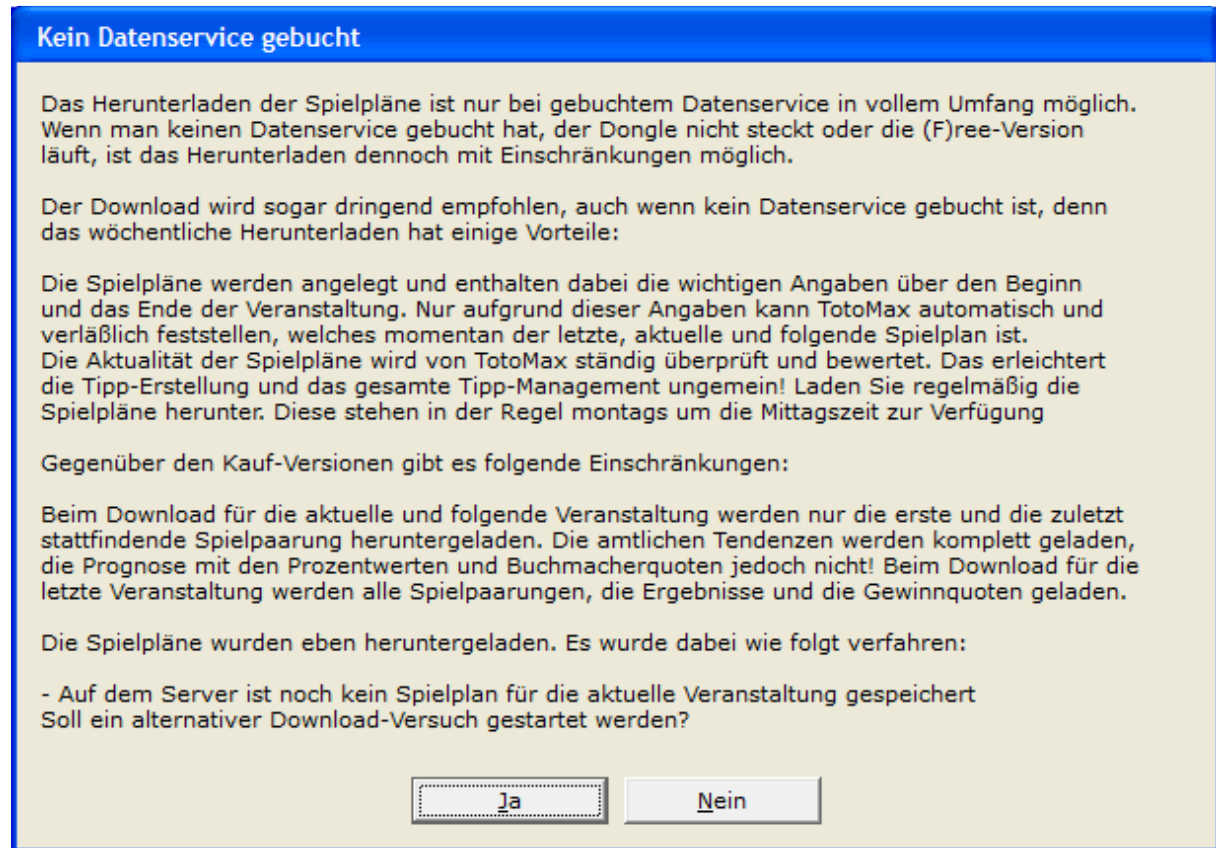 Kein Datenservice gebucht
Das Herunterladen der Spielpläne ist nur bei gebuchtem Datenservice in vollem Umfang möglich.
Wenn man keinen Datenservice gebucht hat, der Dongle nicht steckt oder die (F)ree-Version
läuft, ist das Herunterladen dennoch mit Einschränkungen möglich.
Der Download wird sogar dringend empfohlen, auch wenn kein Datenservice gebucht ist, denn
das wöchentliche Herunterladen hat einige Vorteile:
Die Spielpläne werden angelegt und enthalten dabei die wichtigen Angaben über den Beginn
und das Ende der Veranstaltung. Nur aufgrund dieser Angaben kann TotoMax automatisch und
verläßlich feststellen, welches momentan der letzte, aktuelle und folgende Spielplan ist.
Die Aktualität der Spielpläne wird von TotoMax ständig überprüft und bewertet. Das erleichtert
die Tipp-Erstellung und das gesamte Tipp-Management ungemein! Laden Sie regelmäßig die
Spielpläne herunter. Diese stehen in der Regel montags um die Mittagszeit zur Verfügung
Gegenüber den Kauf-Versionen gibt es folgende Einschränkungen:
Beim Download für die aktuelle und folgende Veranstaltung werden nur die erste und die zuletzt
stattfindende Spielpaarung heruntergeladen. Die amtlichen Tendenzen werden komplett geladen,
die Prognose mit den Prozentwerten und Buchmacherquoten jedoch nicht! Beim Download für die
letzte Veranstaltung werden alle Spielpaarungen, die Ergebnisse und die Gewinnquoten geladen.
Die Spielpläne wurden eben heruntergeladen. Es wurde dabei wie folgt verfahren:
- Auf dem Server ist noch kein Spielplan für die aktuelle Veranstaltung gespeichert
Soll ein alternativer Download-Versuch gestartet werden?
Ja
Nein